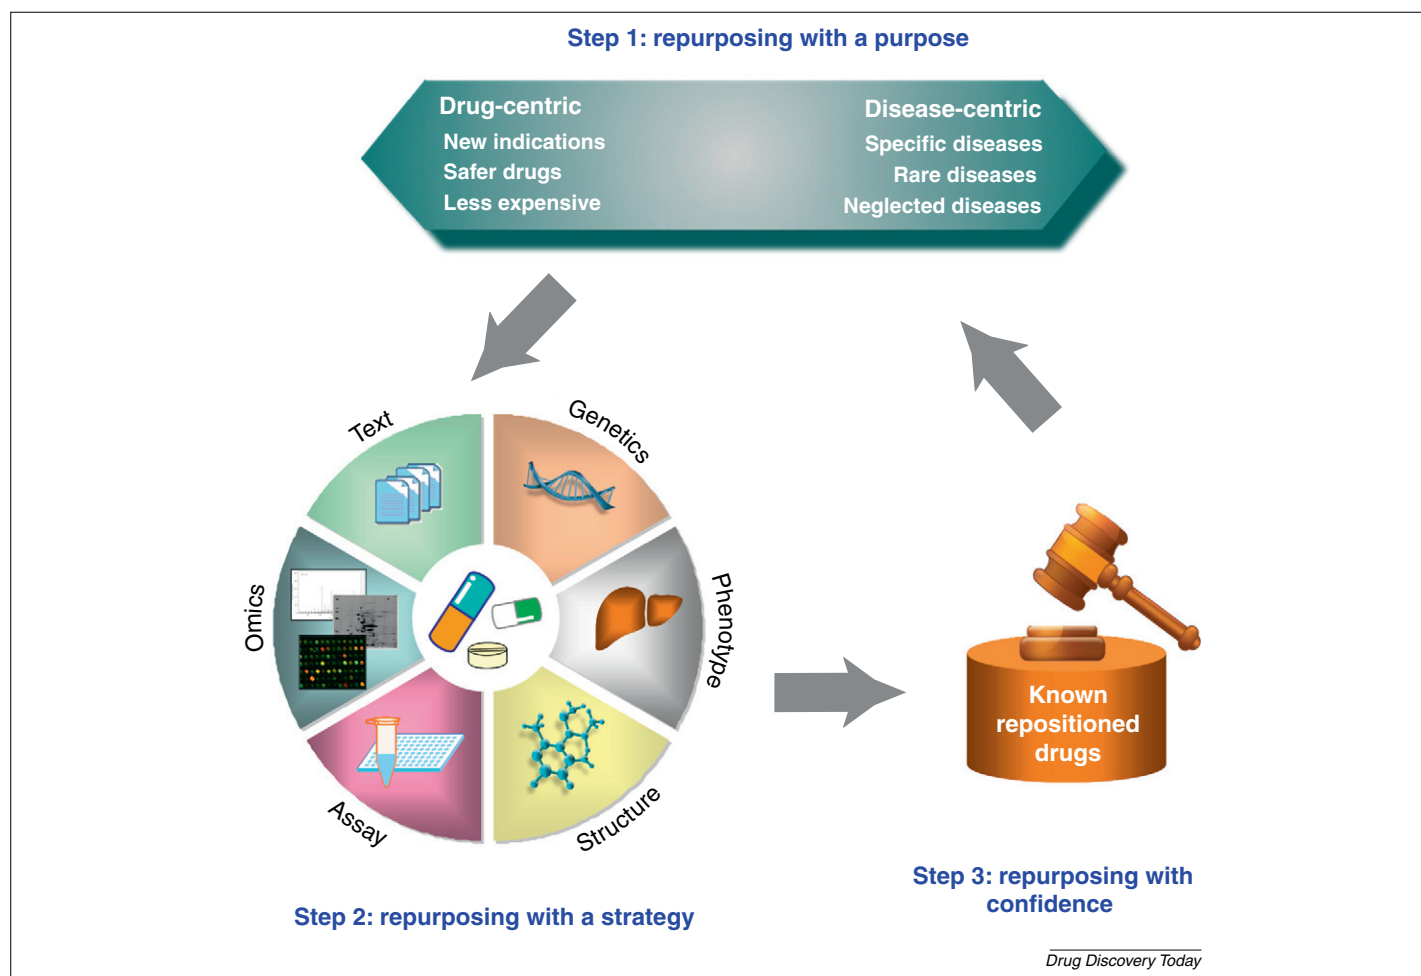 Step 1: repurposing with a purpose
Drug-centric
New indications
Safer drugs
Less expensive
Disease-centric
Specific diseases
Rare diseases
Neglected diseases
Text
Genetics
Omics
Phenotype
Assay
Structure
Known
repositioned
drugs
Step 2: repurposing with a strategy
Step 3: repurposing with
confidence
Drug Discovery Today